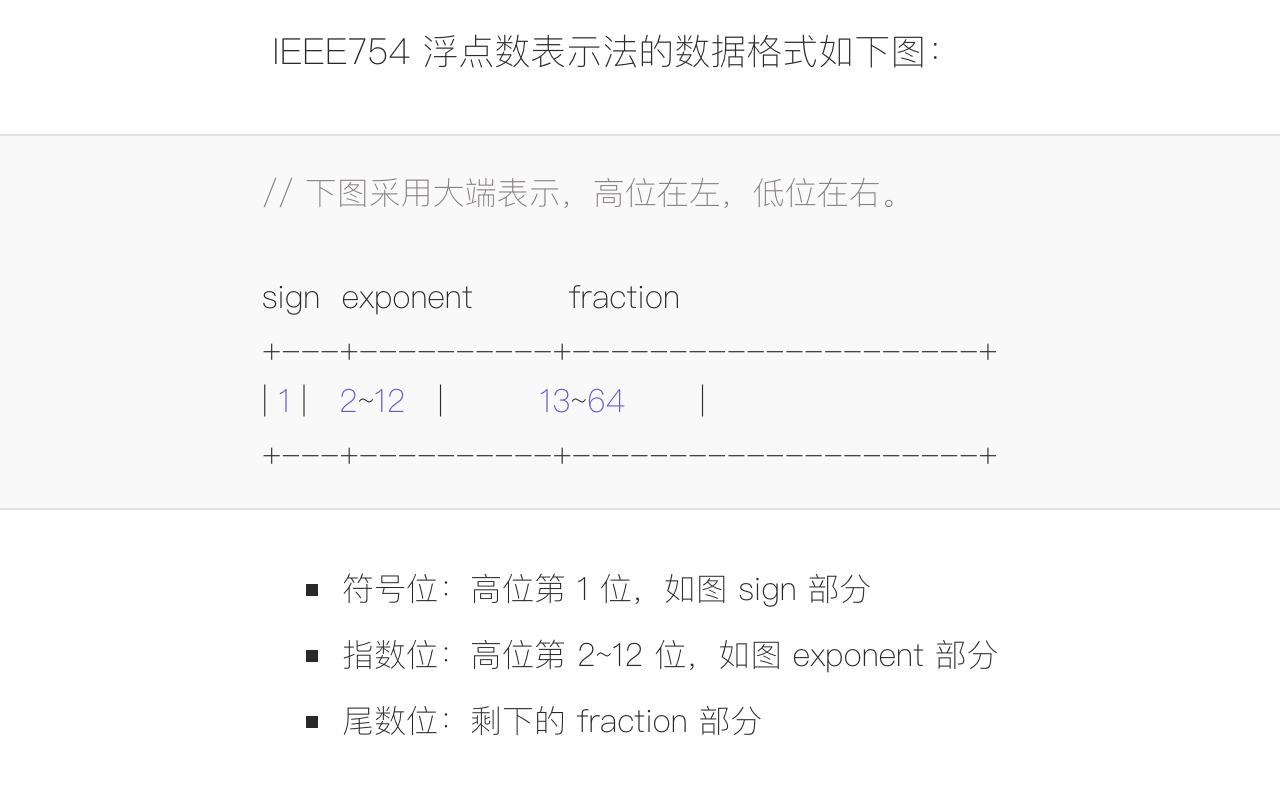 IEEE754 浮点数表示法的数据格式如下图：
// 下图采用大端表示，高位在左，低位在右。
sign exponent fraction
+---+----------+---------------------+
| 1 | 2~12 | 13~64 |
+---+----------+---------------------+
▪ 符号位：高位第 1 位，如图 sign 部分
▪ 指数位：高位第 2~12 位，如图 exponent 部分
▪ 尾数位：剩下的 fraction 部分